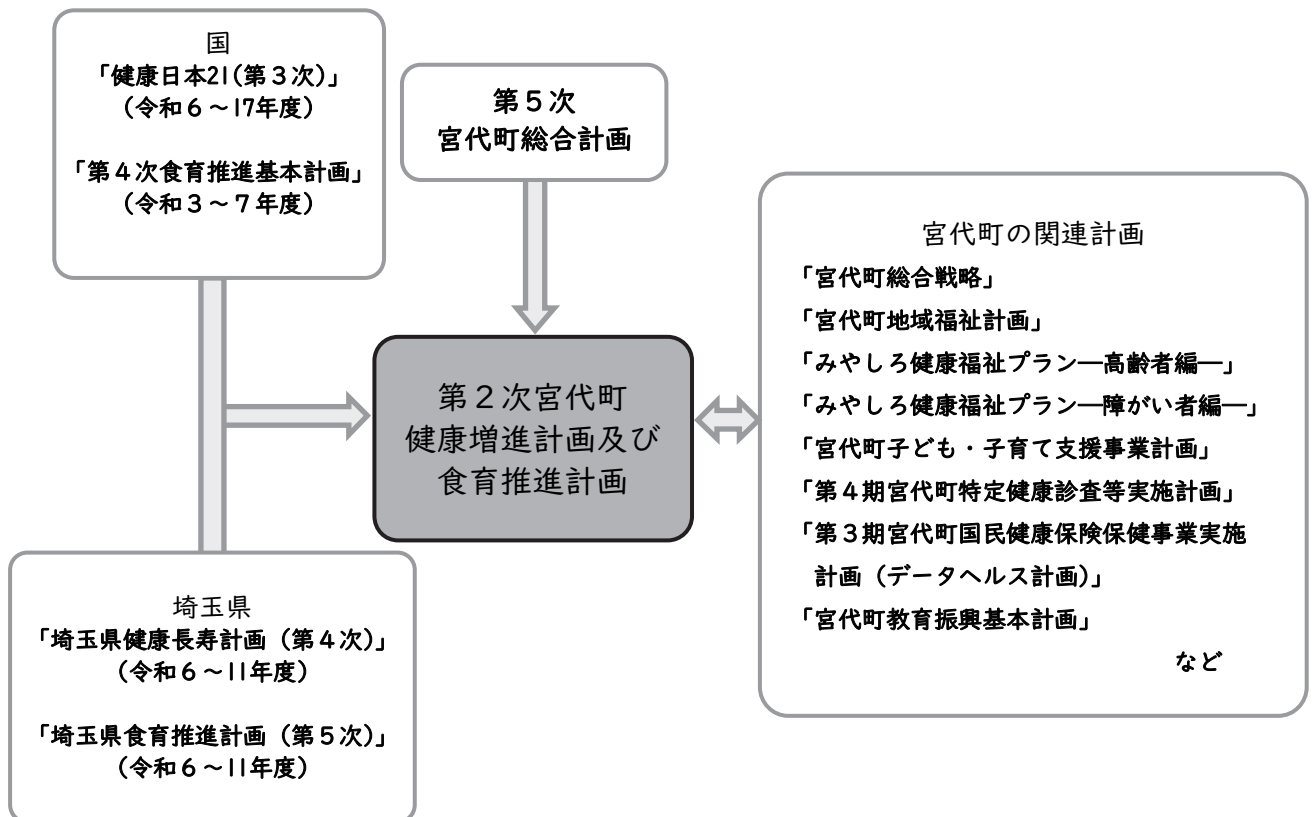 国
「健康日本21(第３次)」
（令和６～17年度）
「第４次食育推進基本計画」
（令和３～７年度）
第５次
宮代町総合計画
第２次宮代町
健康増進計画及び
食育推進計画
宮代町の関連計画
「宮代町総合戦略」
「宮代町地域福祉計画」
「みやしろ健康福祉プラン―高齢者編―」
「みやしろ健康福祉プラン―障がい者編―」
「宮代町子ども・子育て支援事業計画」
「第４期宮代町特定健康診査等実施計画」
「第３期宮代町国民健康保険保健事業実施
計画（データヘルス計画）」
「宮代町教育振興基本計画」
など
埼玉県
「埼玉県健康長寿計画（第４次）」
（令和６～11年度）
「埼玉県食育推進計画（第５次）」
（令和６～11年度）